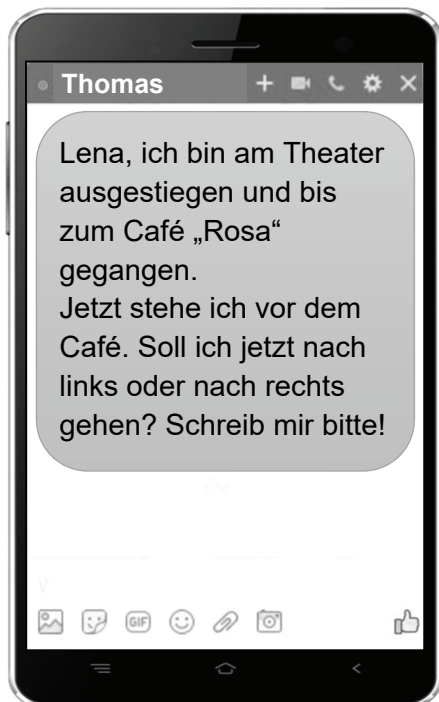 Thomas
Lena, ich bin am Theater
ausgestiegen und bis
zum Café „Rosa“
gegangen.
Jetzt stehe ich vor dem
Café. Soll ich jetzt nach
links oder nach rechts
gehen? Schreib mir bitte!
GIF